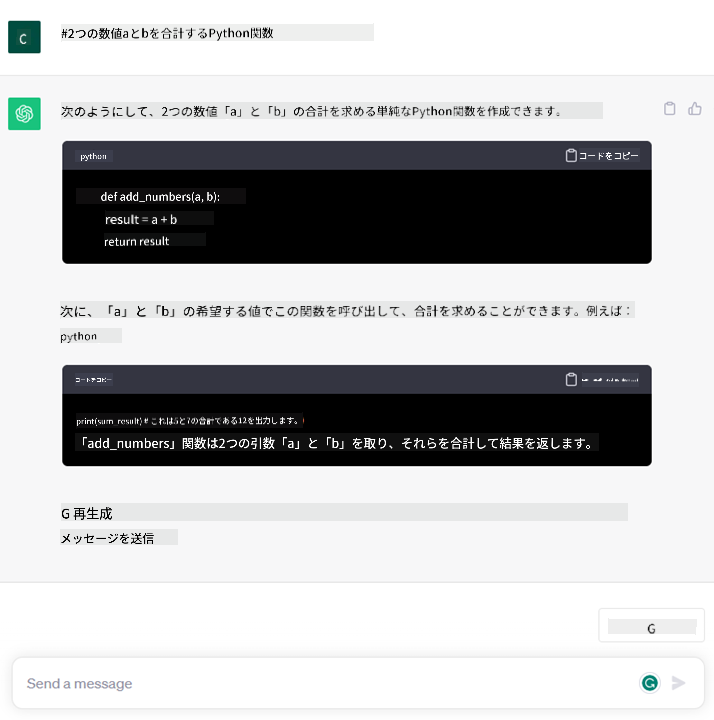 C
#2つの数値aとbを合計するPython関数
次のようにして、2つの数値「a」と「b」の合計を求める単純なPython関数を作成できます。
python
コードをコピー
def add_numbers(a, b):
result = a + b
return result
次に、「a」と「b」の希望する値でこの関数を呼び出して、合計を求めることができます。例えば：
python
コードをコピー
print(sum_result) # これは5と7の合計である12を出力します。
「add_numbers」関数は2つの引数「a」と「b」を取り、それらを合計して結果を返します。
G 再生成
メッセージを送信
G
Send a message